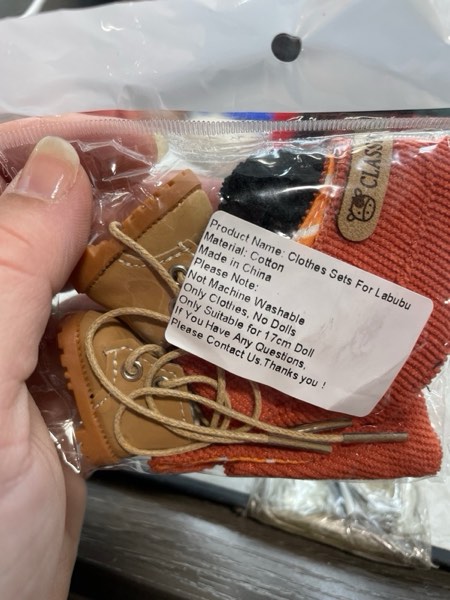 CLASS
Product Name: Clothes Sets For Labubu
Material: Cotton
Made in China
Please Note:
Not Machine Washable
Only Clothes, No Dolls
Only Suitable for 17cm Doll
If You Have Any Questions,
Please Contact Us.Thank you !